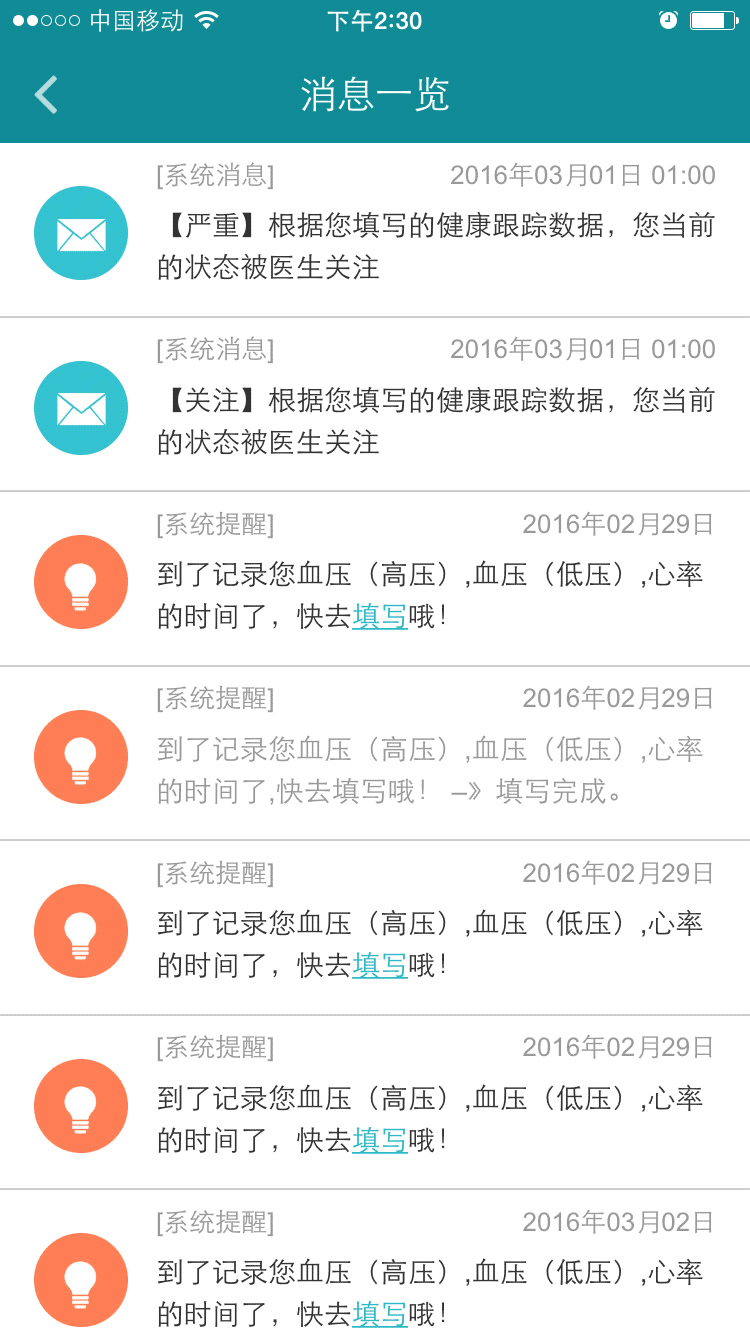 中国移动 下午2:30
消息一览
[系统消息] 2016年03月01日 01:00
【严重】根据您填写的健康跟踪数据，您当前
的状态被医生关注
[系统消息] 2016年03月01日 01:00
【关注】根据您填写的健康跟踪数据，您当前
的状态被医生关注
[系统提醒] 2016年02月29日
到了记录您血压（高压）,血压（低压）,心率
的时间了，快去填写哦！
[系统提醒] 2016年02月29日
到了记录您血压（高压）,血压（低压）,心率
的时间了,快去填写哦！ –》填写完成。
[系统提醒] 2016年02月29日
到了记录您血压（高压）,血压（低压）,心率
的时间了，快去填写哦！
[系统提醒] 2016年02月29日
到了记录您血压（高压）,血压（低压）,心率
的时间了，快去填写哦！
[系统提醒] 2016年03月02日
到了记录您血压（高压）,血压（低压）,心率
的时间了，快去填写哦！